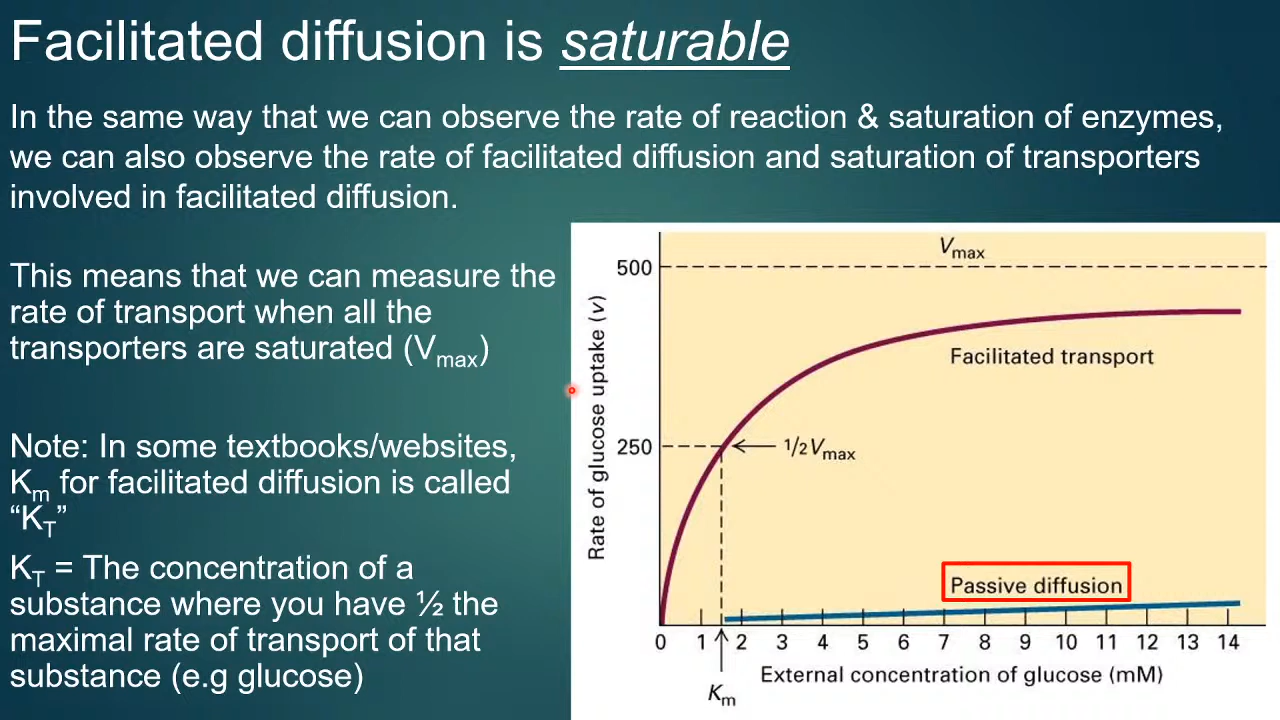 Facilitated diffusion is saturable
In the same way that we can observe the rate of reaction & saturation of enzymes,
we can also observe the rate of facilitated diffusion and saturation of transporters
involved in facilitated diffusion.
This means that we can measure the
rate of transport when all the
transporters are saturated (Vmax)
Note: In some textbooks/websites,
Km for facilitated diffusion is called
“KT”
KT = The concentration of a
substance where you have ½ the
maximal rate of transport of that
substance (e.g glucose)
Vmax
500
Facilitated transport
250
1/2 Vmax
Rate of glucose uptake (v)
Passive diffusion
0 1 2 3 4 5 6 7 8 9 10 11 12 13 14
External concentration of glucose (mM)
Km